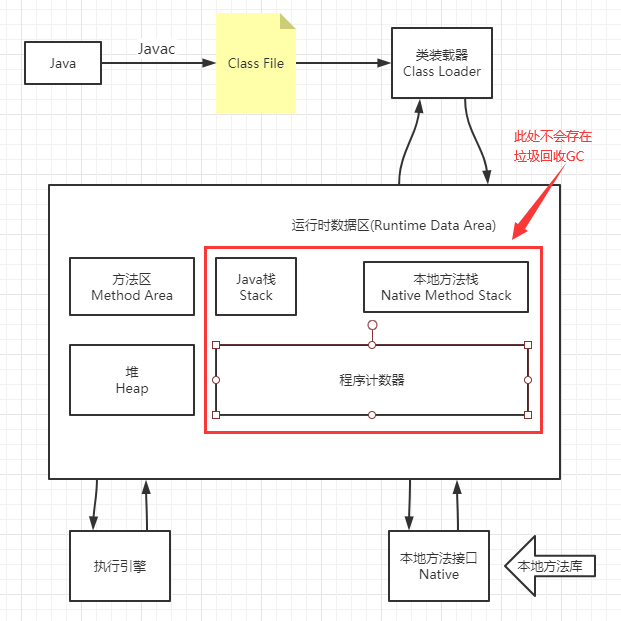 Java
Javac
Class File
类装载器
Class Loader
此处不会存在
垃圾回收GC
运行时数据区(Runtime Data Area)
方法区
Method Area
Java栈
Stack
本地方法栈
Native Method Stack
堆
Heap
程序计数器
执行引擎
本地方法接口
Native
本地方法库